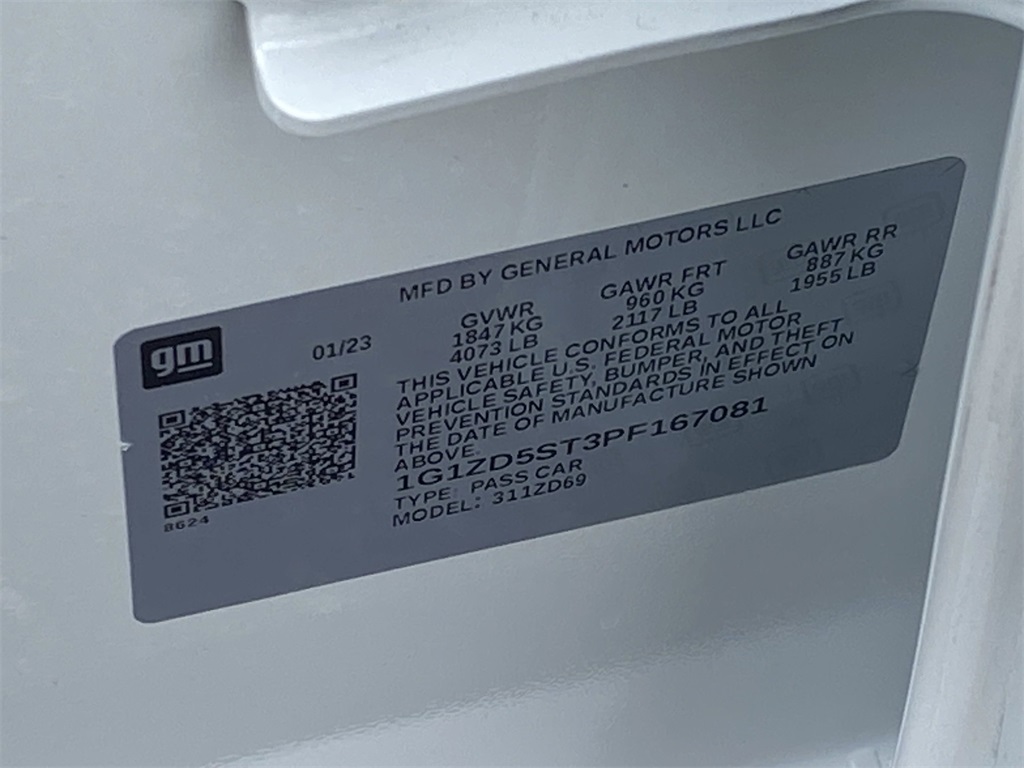 MFD BY GENERAL MOTORS LLC
gm
01/23
GVWR
1847 KG
4073 LB
GAWR FRT
960 KG
2117 LB
GAWR RR
887 KG
1955 LB
THIS VEHICLE CONFORMS TO ALL
APPLICABLE U.S. FEDERAL MOTOR
VEHICLE SAFETY, BUMPER, AND THEFT
PREVENTION STANDARDS IN EFFECT ON
THE DATE OF MANUFACTURE SHOWN
ABOVE.
1G1ZD5ST3PF167081
TYPE: PASS CAR
MODEL: 311ZD69
8624